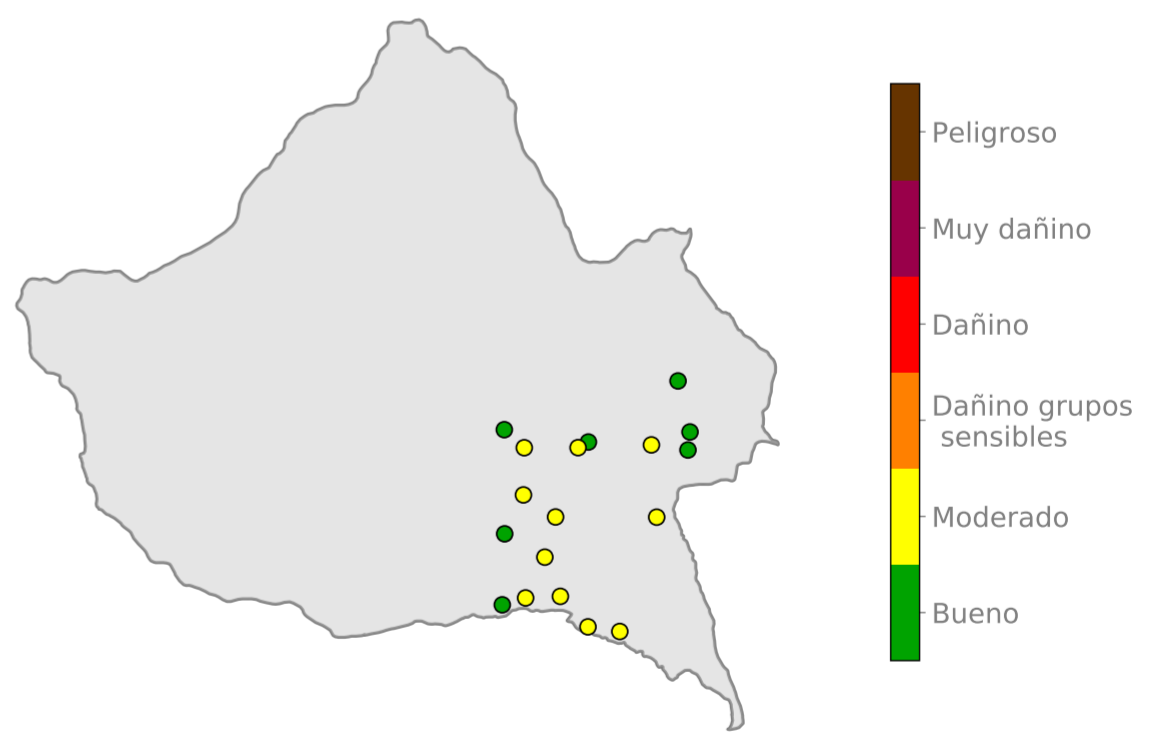 Peligroso
Muy dañino
Dañino
Dañino grupos
sensibles
Moderado
Bueno